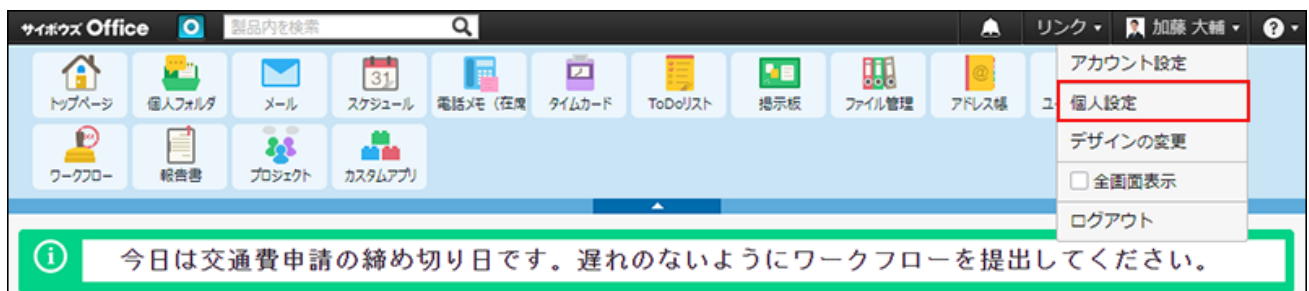 サイボウズ Office 製品内を検索 リンク 加藤 大輔
トップページ 個人フォルダ メール スケジュール 電話メモ（在席 タイムカード ToDoリスト 掲示板 ファイル管理 アドレス帳 ユ
アカウント設定
個人設定
デザインの変更
全画面表示
ログアウト
ワークフロー 報告書 プロジェクト カスタムアプリ
今日は交通費申請の締め切り日です。遅れのないようにワークフローを提出してください。